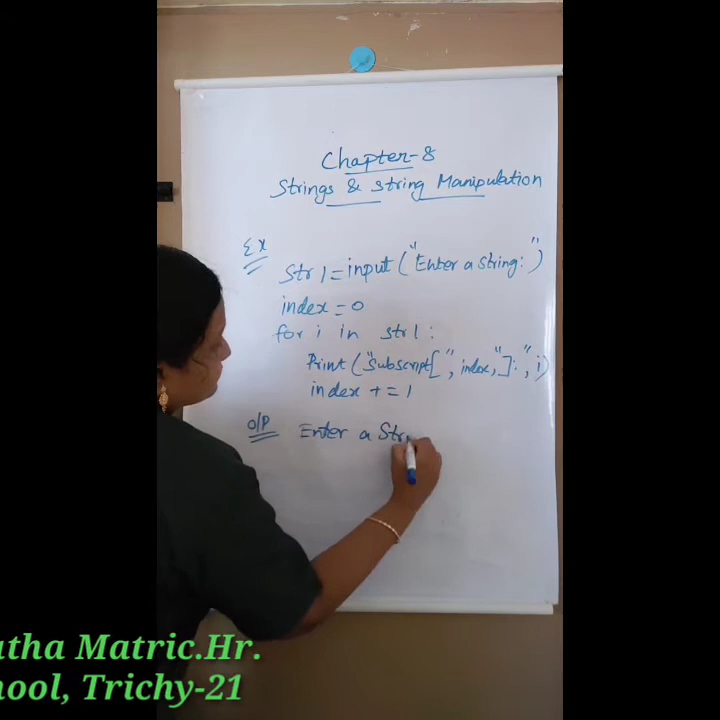 Chapter-8
Strings & string Manipulation
Ex
Str1=input("Enter a string:")
index=0
for i in str1:
Print("Subscript[",index,"]:",i)
index +=1
O/P Enter a Str
atha Matric.Hr.
hool, Trichy-21